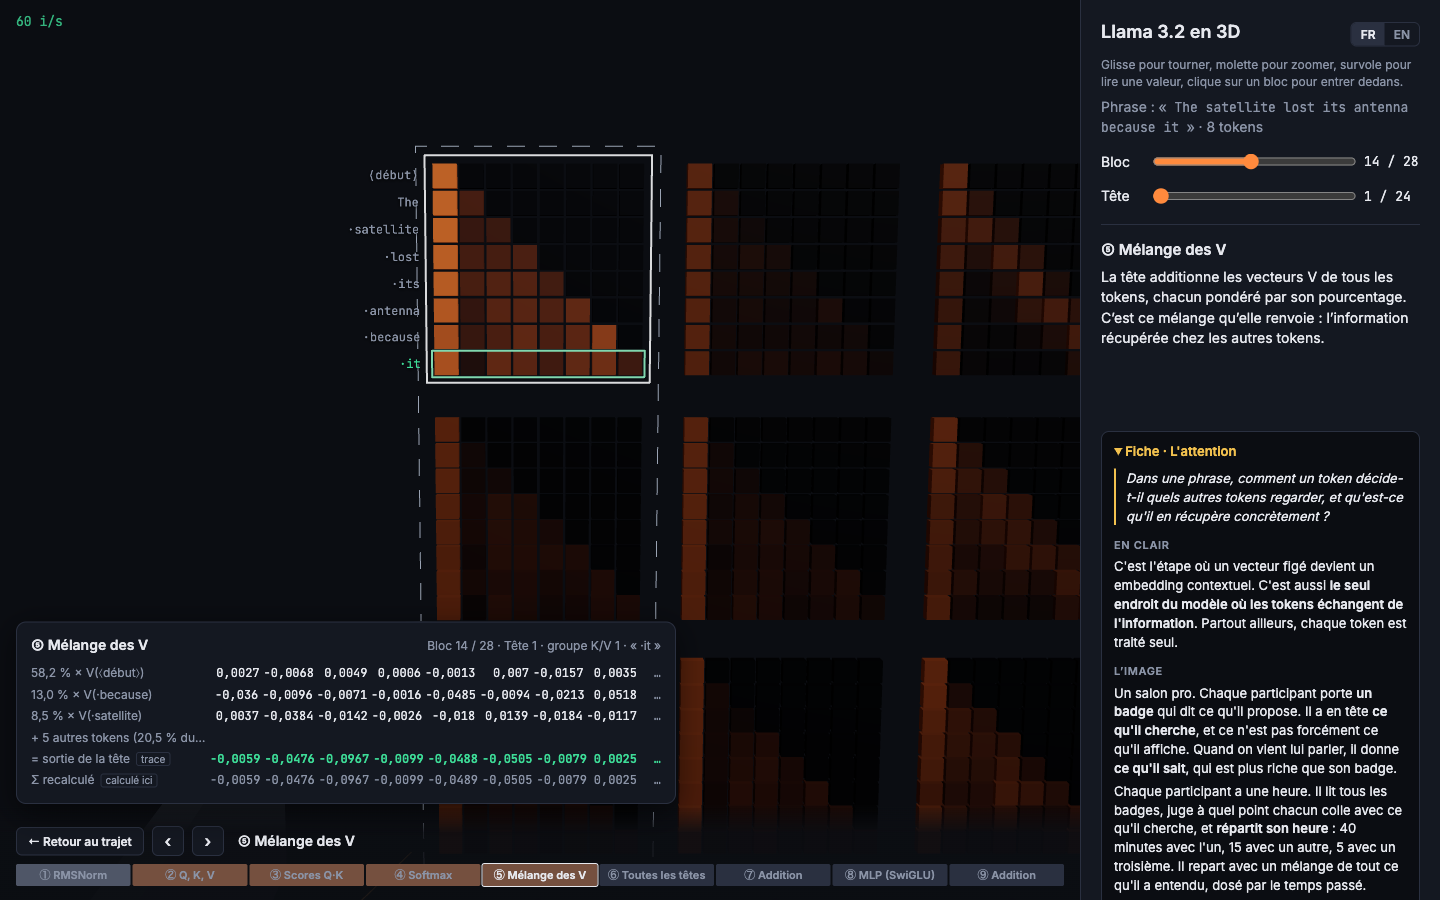 60 i/s
⟨début⟩
The
·satellite
·lost
·its
·antenna
·because
·it
⑤ Mélange des V
Bloc 14 / 28 · Tête 1 · groupe K/V 1 · « ·it »
58,2 % × V(⟨début⟩) 0,0027 -0,0068 0,0049 0,0006 -0,0013 0,007 -0,0157 0,0035 …
13,0 % × V(·because) -0,036 -0,0096 -0,0071 -0,0016 -0,0485 -0,0094 -0,0213 0,0518 …
8,5 % × V(·satellite) 0,0037 -0,0384 -0,0142 -0,0026 -0,018 0,0139 -0,0184 -0,0117 …
+ 5 autres tokens (20,5 % du…
= sortie de la tête trace -0,0059 -0,0476 -0,0967 -0,0099 -0,0488 -0,0505 -0,0079 0,0025 …
Σ recalculé calculé ici -0,0059 -0,0476 -0,0967 -0,0099 -0,0489 -0,0505 -0,0079 0,0025 …
← Retour au trajet ‹ › ⑤ Mélange des V
① RMSNorm ② Q, K, V ③ Scores Q·K ④ Softmax ⑤ Mélange des V ⑥ Toutes les têtes ⑦ Addition ⑧ MLP (SwiGLU) ⑨ Addition
Llama 3.2 en 3D
FR EN
Glisse pour tourner, molette pour zoomer, survole pour
lire une valeur, clique sur un bloc pour entrer dedans.
Phrase : « The satellite lost its antenna
because it » · 8 tokens
Bloc 14 / 28
Tête 1 / 24
⑤ Mélange des V
La tête additionne les vecteurs V de tous les
tokens, chacun pondéré par son pourcentage.
C’est ce mélange qu’elle renvoie : l’information
récupérée chez les autres tokens.
▼ Fiche · L'attention
Dans une phrase, comment un token décide-
t-il quels autres tokens regarder, et qu'est-ce
qu'il en récupère concrètement ?
EN CLAIR
C'est l'étape où un vecteur figé devient un
embedding contextuel. C'est aussi le seul
endroit du modèle où les tokens échangent de
l'information. Partout ailleurs, chaque token est
traité seul.
L’IMAGE
Un salon pro. Chaque participant porte un
badge qui dit ce qu'il propose. Il a en tête ce
qu'il cherche, et ce n'est pas forcément ce
qu'il affiche. Quand on vient lui parler, il donne
ce qu'il sait, qui est plus riche que son badge.
Chaque participant a une heure. Il lit tous les
badges, juge à quel point chacun colle avec ce
qu'il cherche, et répartit son heure : 40
minutes avec l'un, 15 avec un autre, 5 avec un
troisième. Il repart avec un mélange de tout ce
qu'il a entendu, dosé par le temps passé.